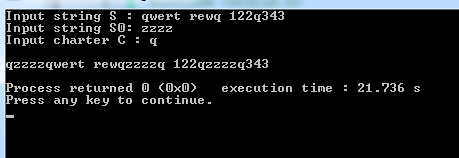 Input string S : qwert rewq 122q343
Input string S0: zzzz
Input charter C : q
qzzzzqwert rewqzzzzq 122qzzzzq343
Process returned 0 (0x0)   execution time : 21.736 s
Press any key to continue.